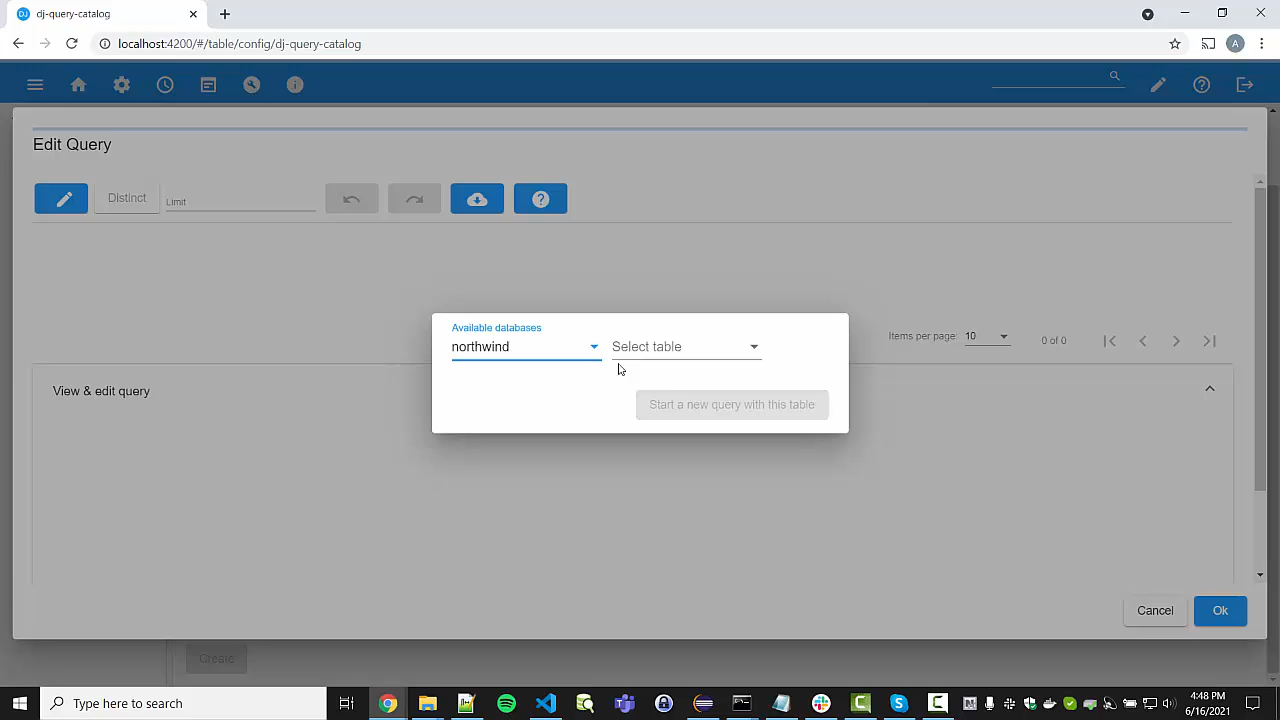 DJ dj-query-catalog
localhost:4200/#/table/config/dj-query-catalog
A
Edit Query
Distinct
Limit
Available databases
northwind
Select table
Start a new query with this table
Items per page: 10
0 of 0
View & edit query
Cancel
Ok
Create
Type here to search
4:48 PM
6/16/2021